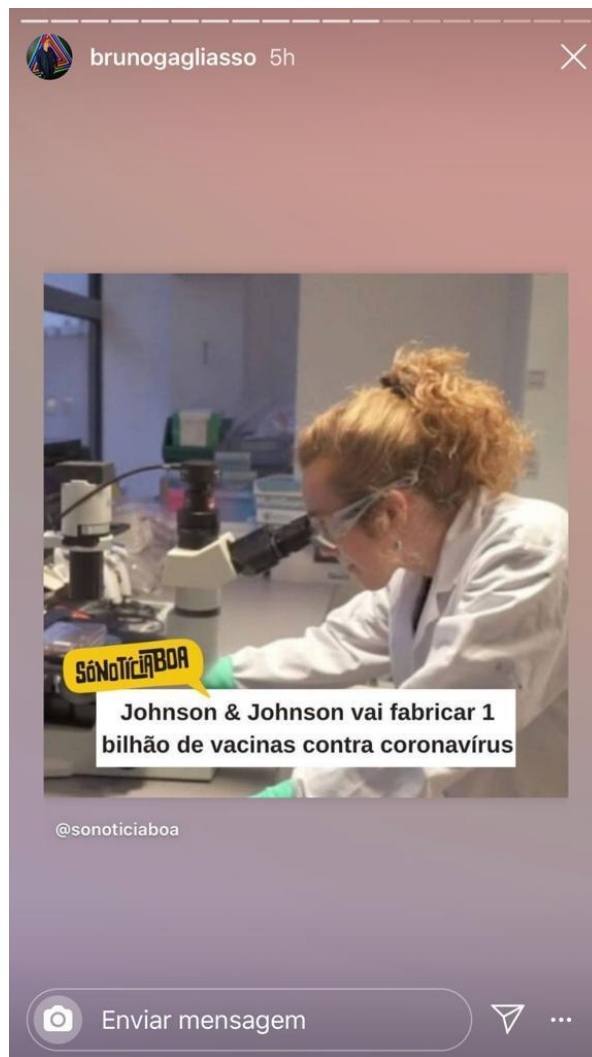 brunogagliasso 5h
SÓNOTÍCIABOA
Johnson & Johnson vai fabricar 1
bilhão de vacinas contra coronavírus
@sonoticiaboa
Enviar mensagem